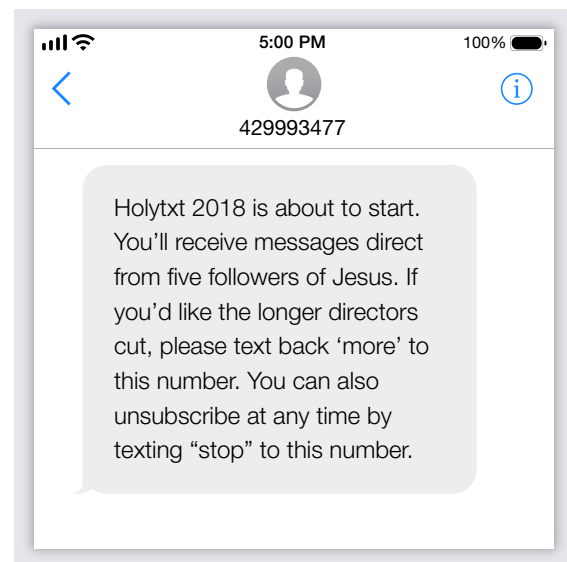 5:00 PM
100%
429993477
Holytxt 2018 is about to start.
You’ll receive messages direct
from five followers of Jesus. If
you’d like the longer directors
cut, please text back ‘more’ to
this number. You can also
unsubscribe at any time by
texting “stop” to this number.